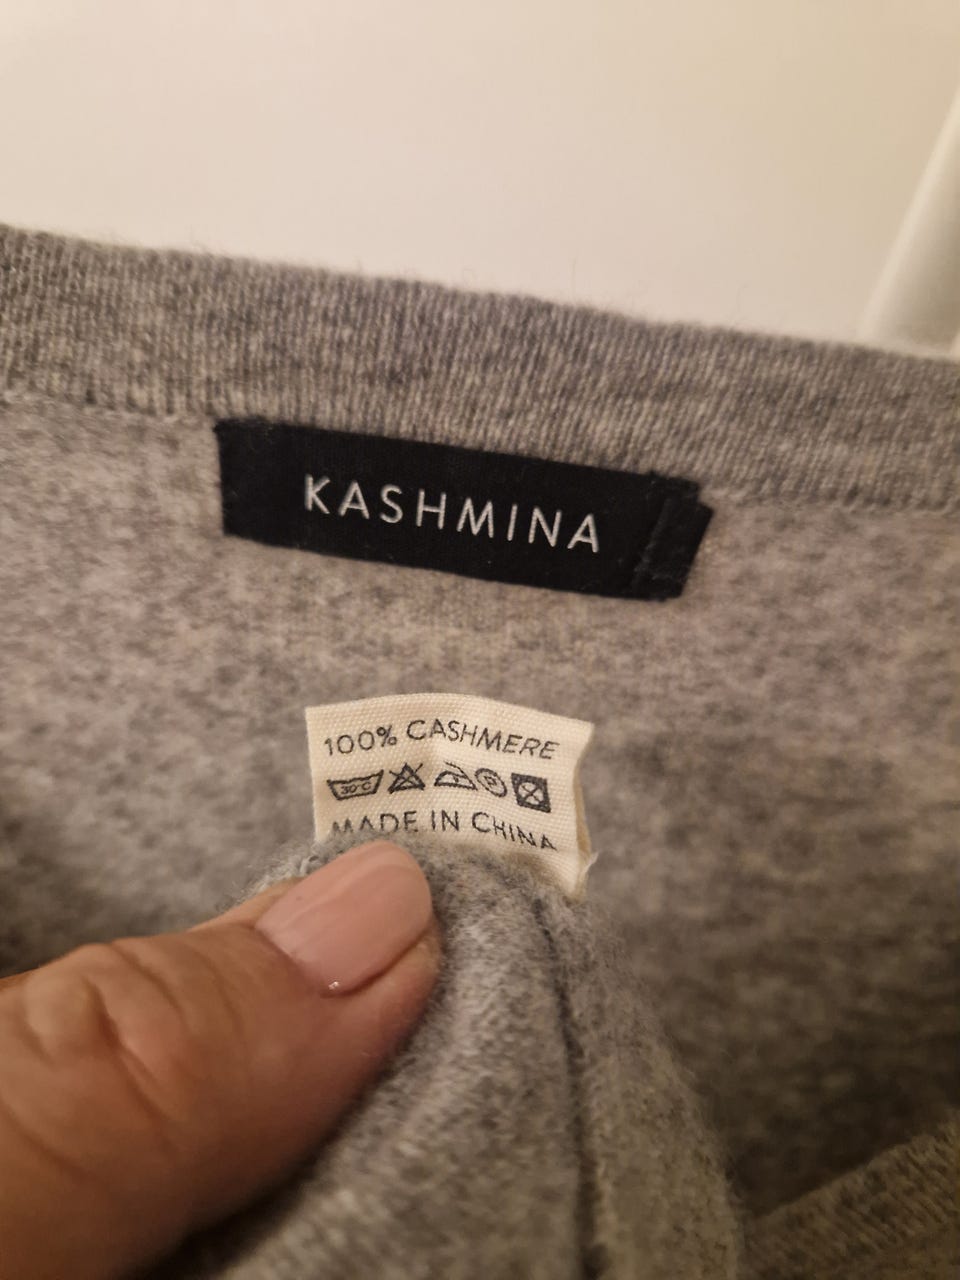 KASHMINA
100% CASHMERE
30°C
MADE IN CHINA